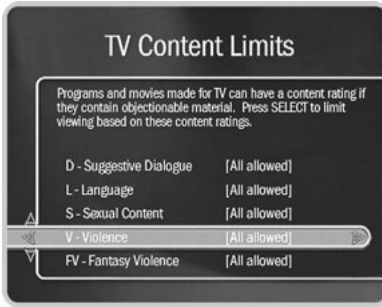 TV Content Limits
Programs and movies made for TV can have a content rating if
they contain objectionable material. Press SELECT to limit
viewing based on these content ratings.
D - Suggestive Dialogue [All allowed]
L - Language [All allowed]
S - Sexual Content [All allowed]
V - Violence [All allowed]
FV - Fantasy Violence [All allowed]